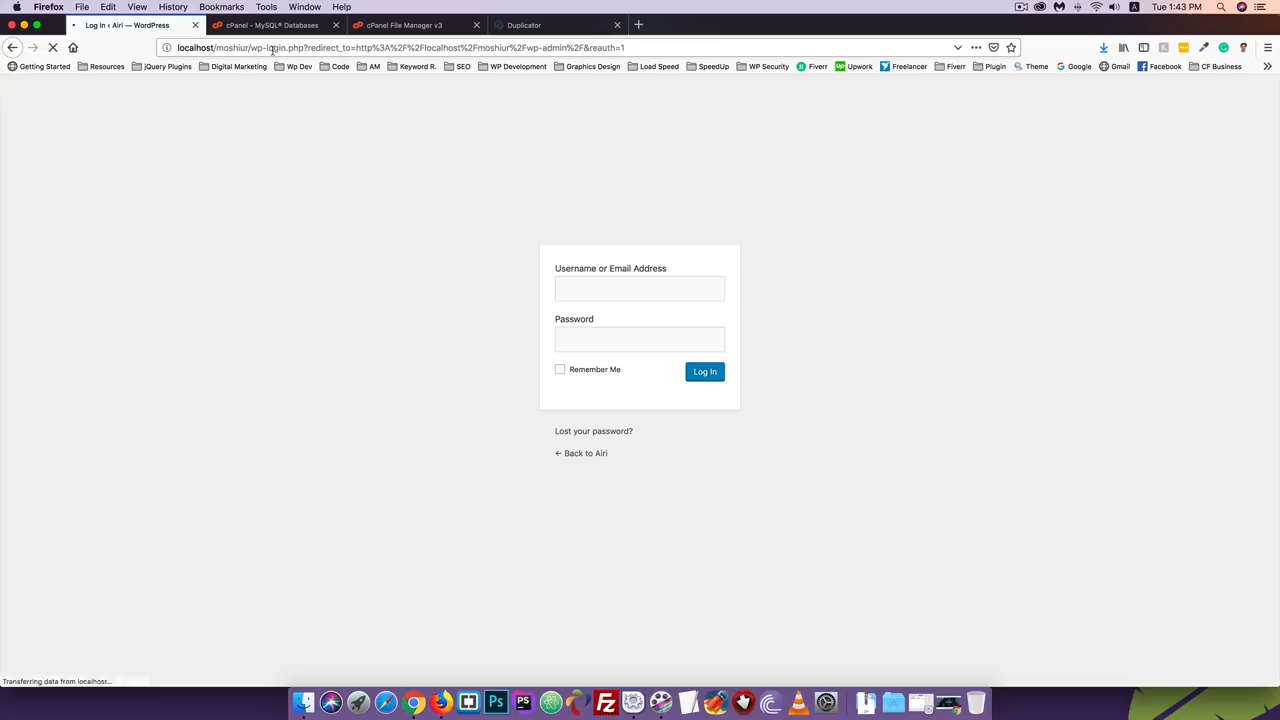 Firefox File Edit View History Bookmarks Tools Window Help
A Tue 1:43 PM
Log In ‹ Airi — WordPress
cPanel - MySQL® Databases
cPanel File Manager v3
Duplicator
localhost/moshiur/wp-login.php?redirect_to=http%3A%2F%2Flocalhost%2Fmoshiur%2Fwp-admin%2F&reauth=1
Getting Started Resources jQuery Plugins Digital Marketing Wp Dev Code AM Keyword R. SEO WP Development Graphics Design Load Speed SpeedUp WP Security Fiverr Upwork Freelancer Fiverr Plugin Theme Google Gmail Facebook CF Business
Username or Email Address
Password
Remember Me
Log In
Lost your password?
← Back to Airi
Transferring data from localhost...
Ps PS Fz